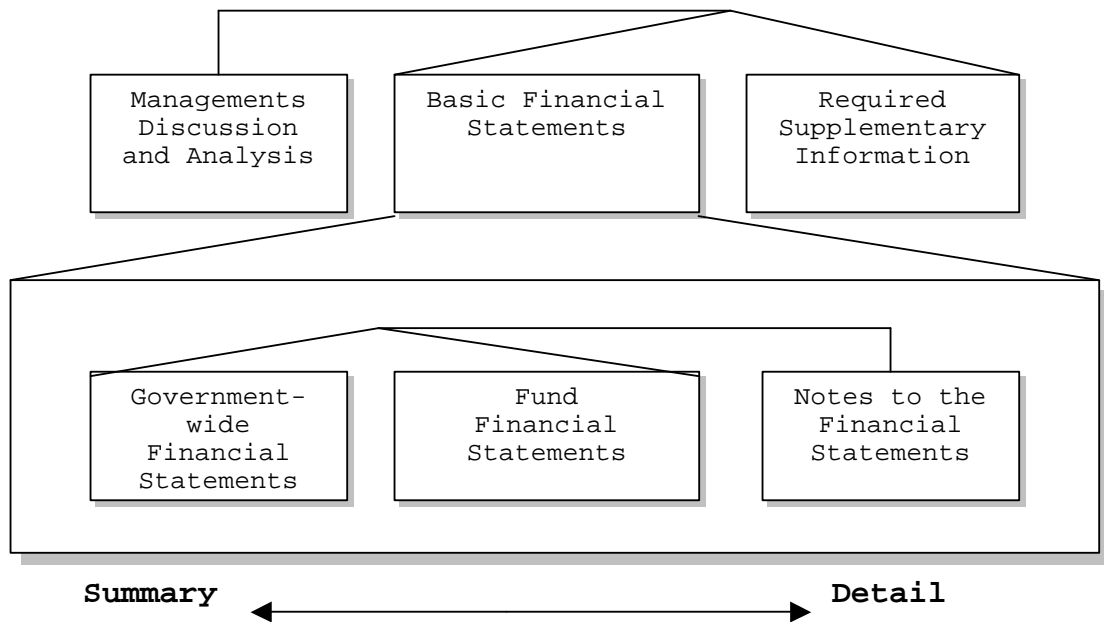 Managements
Discussion
and Analysis
Basic Financial
Statements
Required
Supplementary
Information
Government-
wide
Financial
Statements
Fund
Financial
Statements
Notes to the
Financial
Statements
Summary
Detail